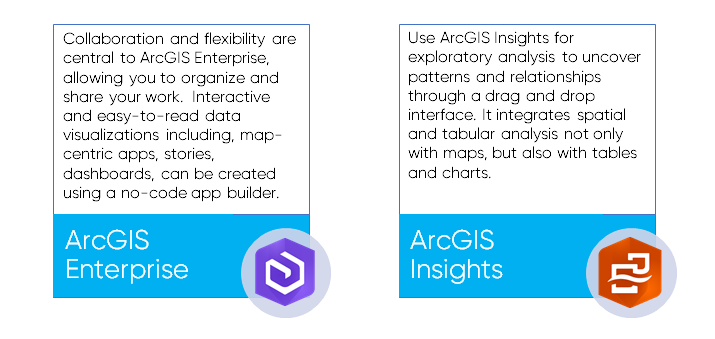 Collaboration and flexibility are
central to ArcGIS Enterprise,
allowing you to organize and
share your work.  Interactive
and easy-to-read data
visualizations including, map-
centric apps, stories,
dashboards, can be created
using a no-code app builder.
ArcGIS
Enterprise
Use ArcGIS Insights for
exploratory analysis to uncover
patterns and relationships
through a drag and drop
interface. It integrates spatial
and tabular analysis not only
with maps, but also with tables
and charts.
ArcGIS
Insights